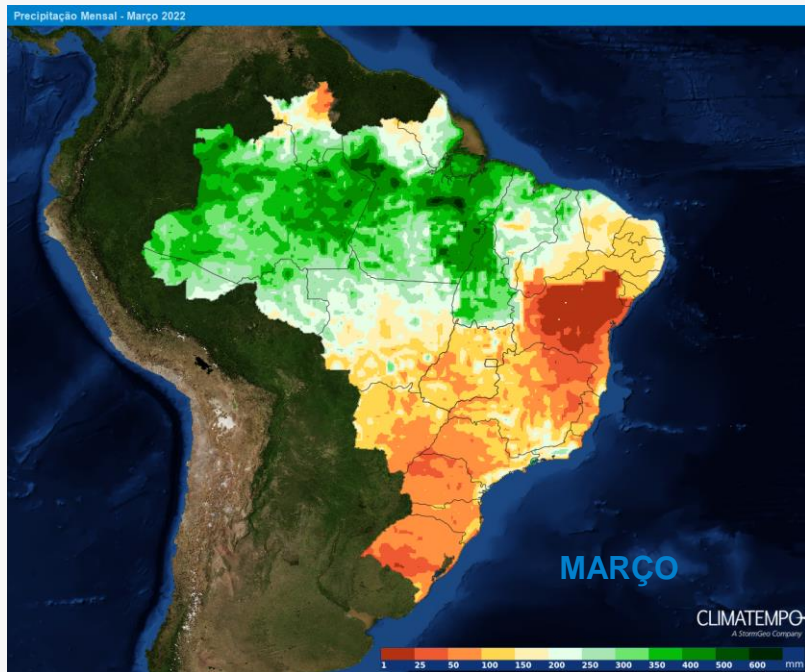 Precipitação Mensal - Março 2022
MARÇO
CLIMATEMPO
A StormGeo Company
1 25 50 100 150 200 250 300 350 400 500 600 mm